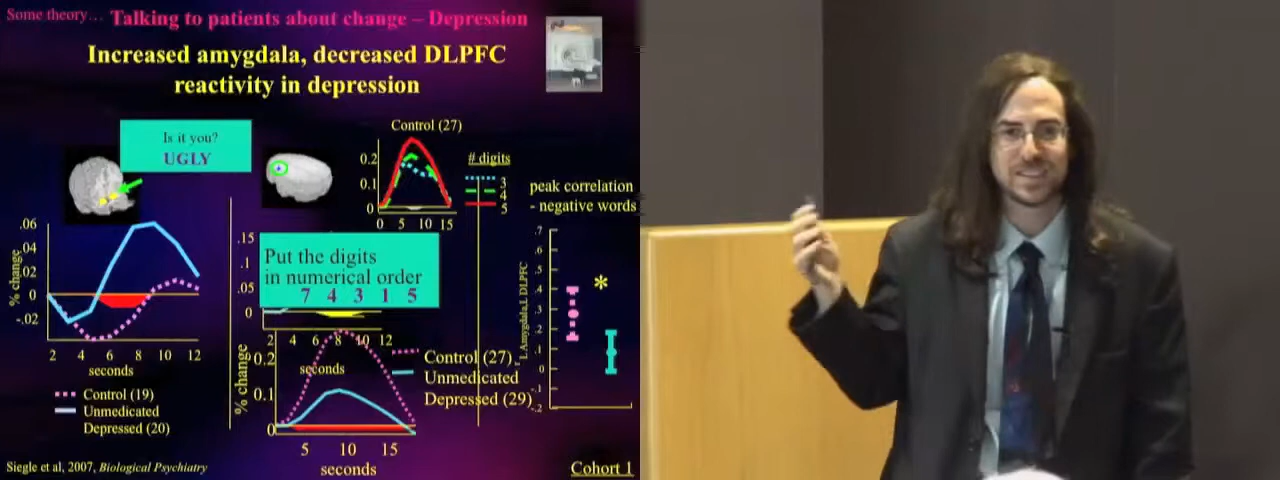 Some theory… Talking to patients about change – Depression
Increased amygdala, decreased DLPFC
reactivity in depression
Is it you?
UGLY
Control (27)
0.2
0.1
0
0 5 10 15
# digits
3
4
5
peak correlation
- negative words
.06
.04
.02
0
-.02
% change
2 4 6 8 10 12
seconds
Control (19)
Unmedicated
Depressed (20)
.15
.1
.05
0
Put the digits
in numerical order
7 4 3 1 5
2 6 8 10 12
seconds
% change
0.2
0.1
0
5 10 15
seconds
Control (27)
Unmedicated
Depressed (29)
L Amygdala,L DLPFC
.7
.6
.5
.4
.3
.2
.1
0
-.1
-.2
*
Siegle et al, 2007, Biological Psychiatry
Cohort 1